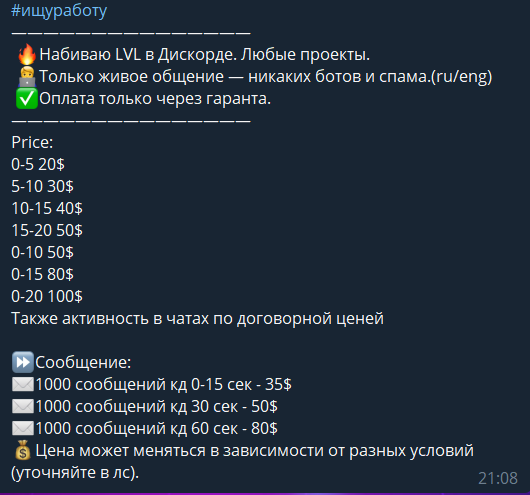 #ищуработу
———————————————
🔥Набиваю LVL в Дискорде. Любые проекты.
👨‍💻Только живое общение — никаких ботов и спама.(ru/eng)
✅Оплата только через гаранта.
———————————————
Price:
0-5 20$
5-10 30$
10-15 40$
15-20 50$
0-10 50$
0-15 80$
0-20 100$
Также активность в чатах по договорной ценей
⏩Сообщение:
✉️1000 сообщений кд 0-15 сек - 35$
✉️1000 сообщений кд 30 сек - 50$
✉️1000 сообщений кд 60 сек - 80$
💰Цена может меняться в зависимости от разных условий
(уточняйте в лс).
21:08